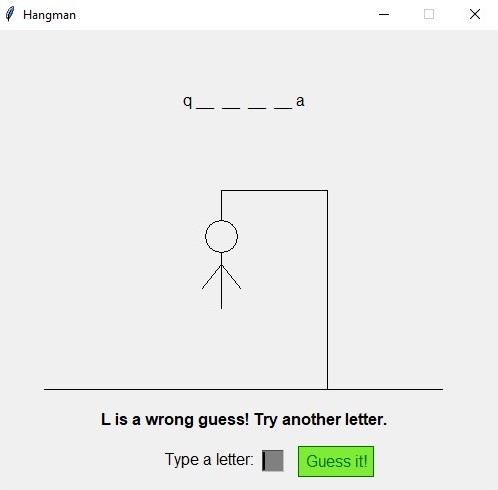 Hangman
q __ __ __ __ a
L is a wrong guess! Try another letter.
Type a letter:
Guess it!